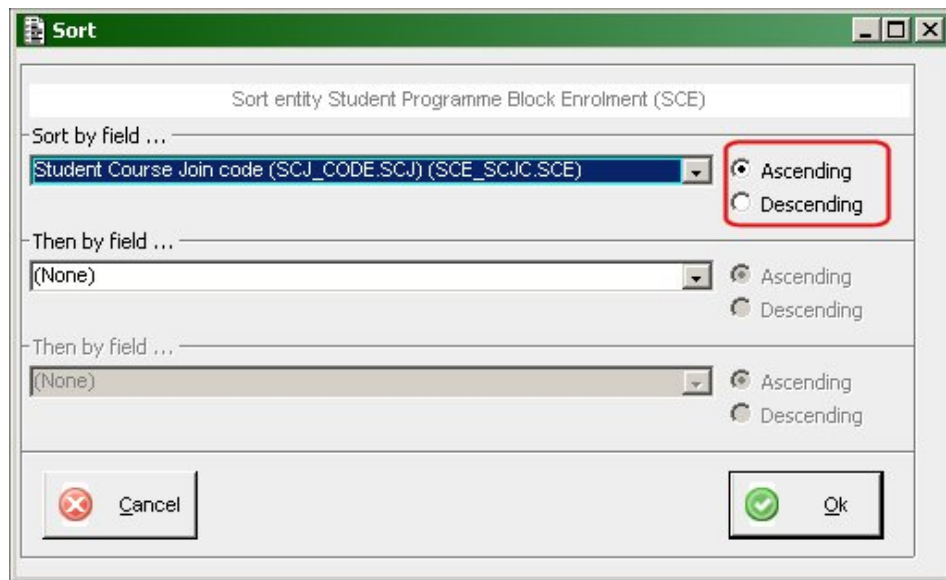 Sort
Sort entity Student Programme Block Enrolment (SCE)
Sort by field ...
Student Course Join code (SCJ_CODE.SCJ) (SCE_SCJC.SCE)
Ascending
Descending
Then by field ...
(None)
Ascending
Descending
Then by field ...
(None)
Ascending
Descending
Cancel
Ok